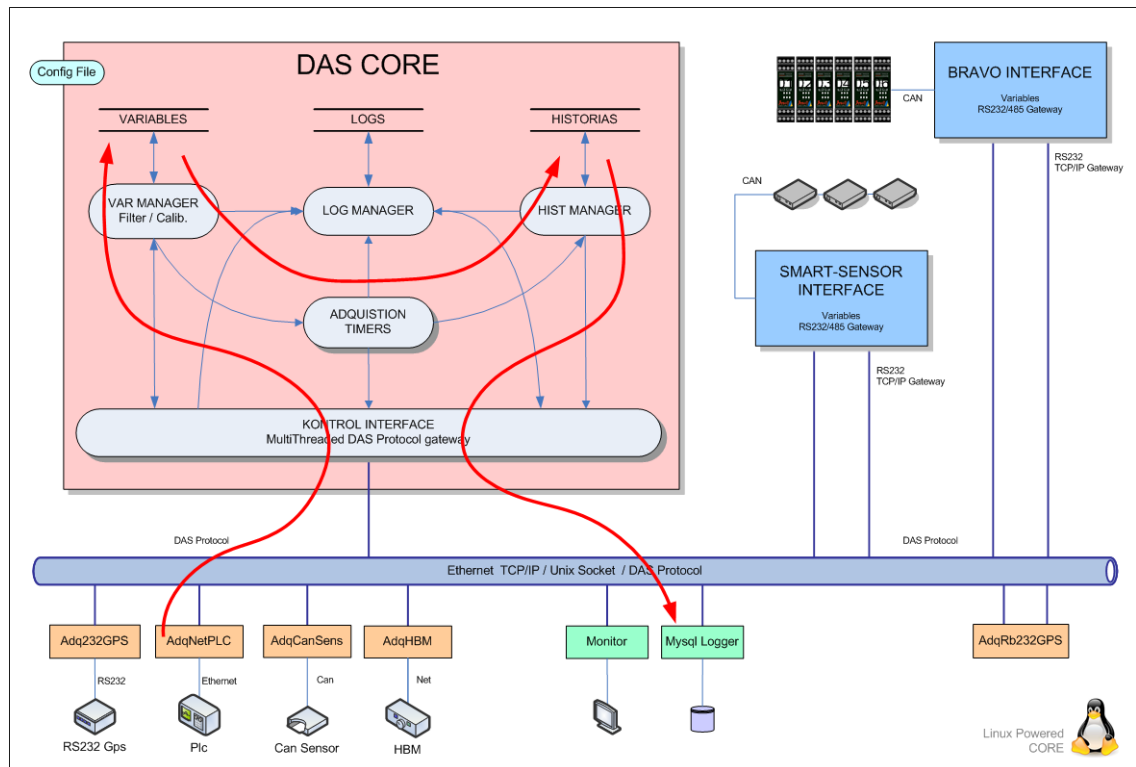 Config File
DAS CORE
VARIABLES
LOGS
HISTORIAS
VAR MANAGER
Filter / Calib.
LOG MANAGER
HIST MANAGER
ADQUISTION
TIMERS
KONTROL INTERFACE
MultiThreaded DAS Protocol gateway
CAN
BRAVO INTERFACE
Variables
RS232/485 Gateway
RS232
TCP/IP Gateway
CAN
SMART-SENSOR
INTERFACE
Variables
RS232/485 Gateway
RS232
TCP/IP Gateway
DAS Protocol
DAS Protocol
Ethernet TCP/IP / Unix Socket / DAS Protocol
Adq232GPS
AdqNetPLC
AdqCanSens
AdqHBM
Monitor
Mysql Logger
AdqRb232GPS
RS232
Ethernet
Can
Net
RS232 Gps
Plc
Can Sensor
HBM
Linux Powered
CORE